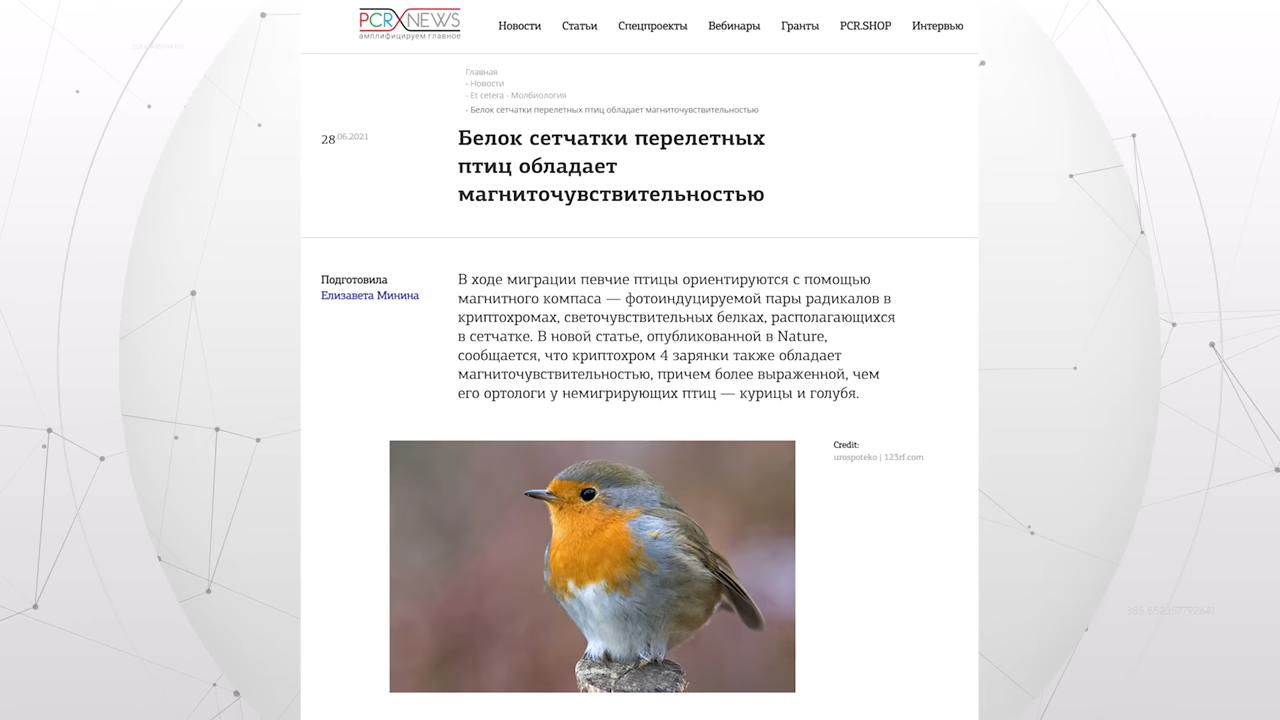 PCRXNEWS
амплифицируем главное
Новости Статьи Спецпроекты Вебинары Гранты PCR.SHOP Интервью
Главная
- Новости
- Et cetera - Молбиология
- Белок сетчатки перелетных птиц обладает магниточувствительностью
28.06.2021
Белок сетчатки перелетных
птиц обладает
магниточувствительностью
Подготовила
Елизавета Минина
В ходе миграции певчие птицы ориентируются с помощью
магнитного компаса — фотоиндуцируемой пары радикалов в
криптохромах, светочувствительных белках, располагающихся
в сетчатке. В новой статье, опубликованной в Nature,
сообщается, что криптохром 4 зарянки также обладает
магниточувствительностью, причем более выраженной, чем
его ортологи у немигрирующих птиц — курицы и голубя.
Credit:
urospoteko | 123rf.com
385.652357792641